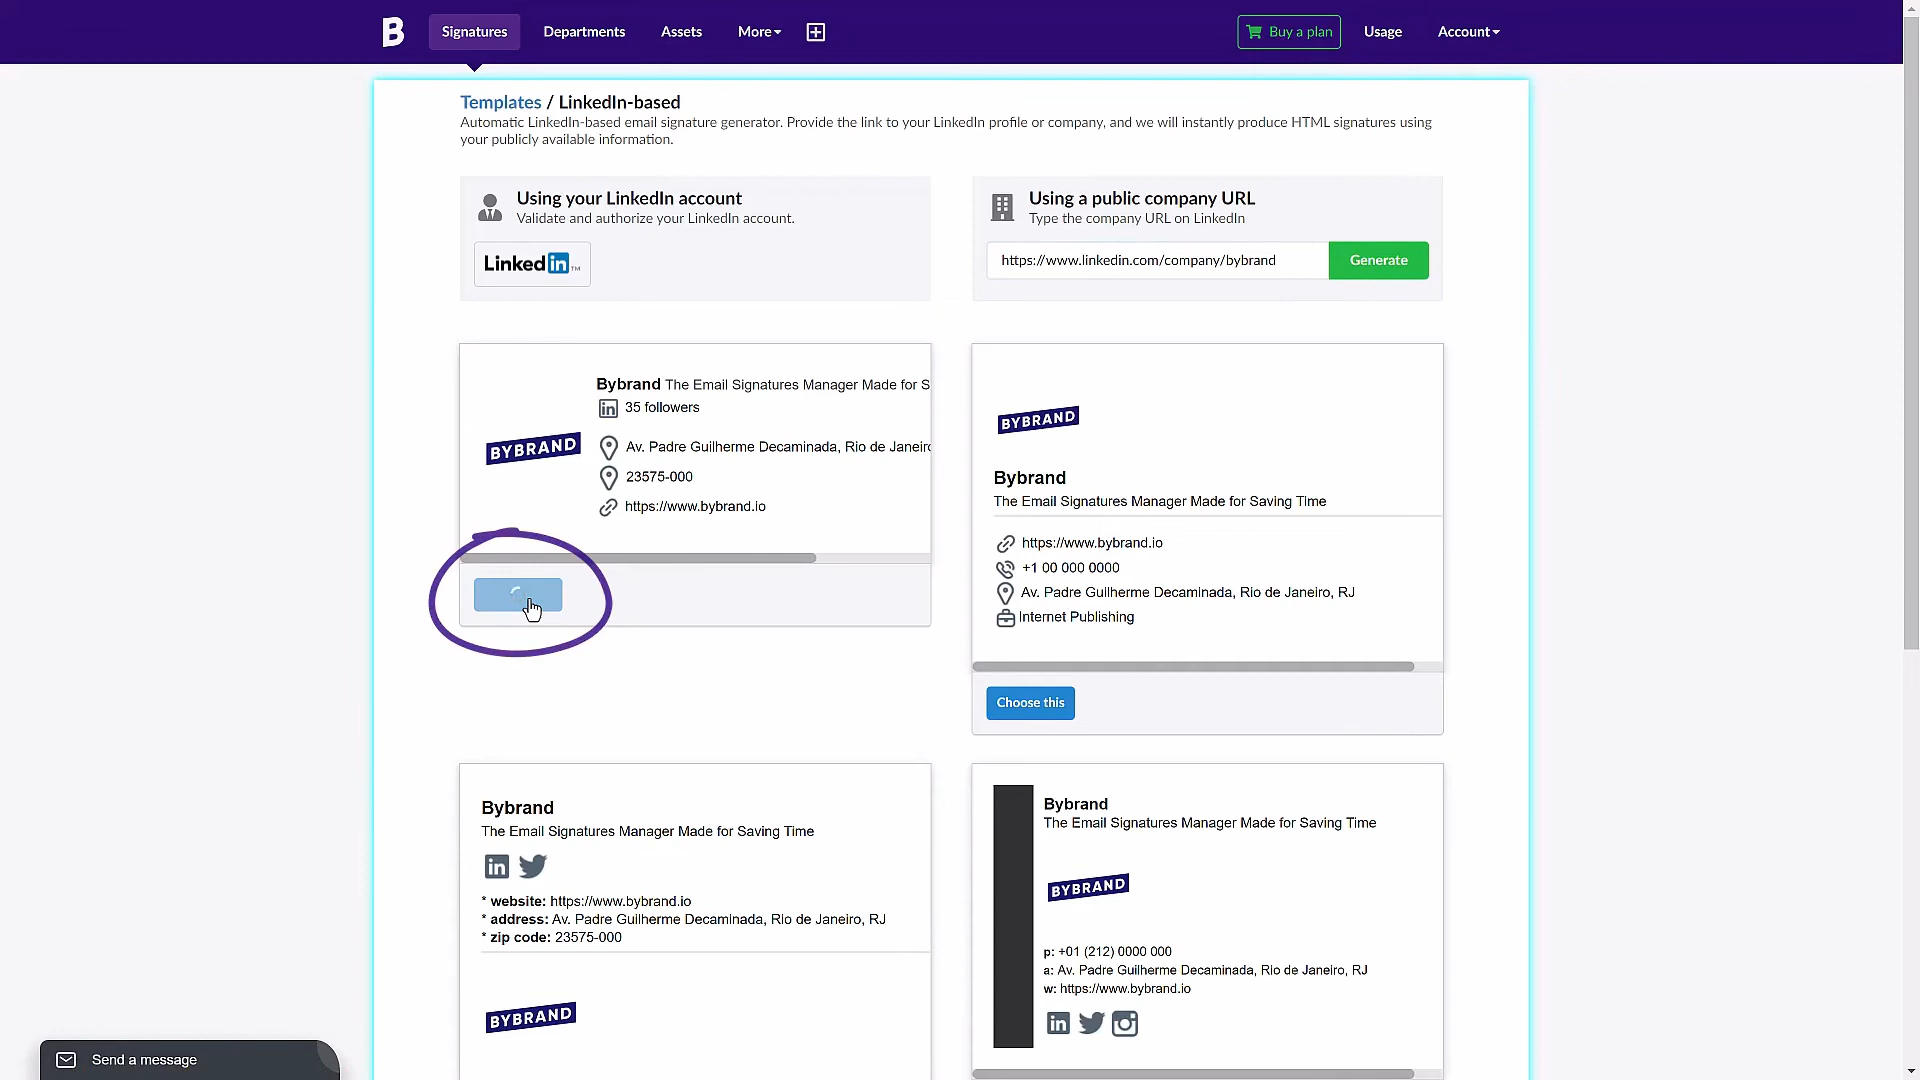 B
Signatures
Departments
Assets
More
Buy a plan
Usage
Account
Templates / LinkedIn-based
Automatic LinkedIn-based email signature generator. Provide the link to your LinkedIn profile or company, and we will instantly produce HTML signatures using
your publicly available information.
Using your LinkedIn account
Validate and authorize your LinkedIn account.
Linked in TM
Using a public company URL
Type the company URL on LinkedIn
https://www.linkedin.com/company/bybrand
Generate
Bybrand The Email Signatures Manager Made for S
in 35 followers
BYBRAND
Av. Padre Guilherme Decaminada, Rio de Janeiro
23575-000
https://www.bybrand.io
BYBRAND
Bybrand
The Email Signatures Manager Made for Saving Time
https://www.bybrand.io
+1 00 000 0000
Av. Padre Guilherme Decaminada, Rio de Janeiro, RJ
Internet Publishing
Choose this
Bybrand
The Email Signatures Manager Made for Saving Time
in
* website: https://www.bybrand.io
* address: Av. Padre Guilherme Decaminada, Rio de Janeiro, RJ
* zip code: 23575-000
BYBRAND
Bybrand
The Email Signatures Manager Made for Saving Time
BYBRAND
p: +01 (212) 0000 000
a: Av. Padre Guilherme Decaminada, Rio de Janeiro, RJ
w: https://www.bybrand.io
in
Send a message